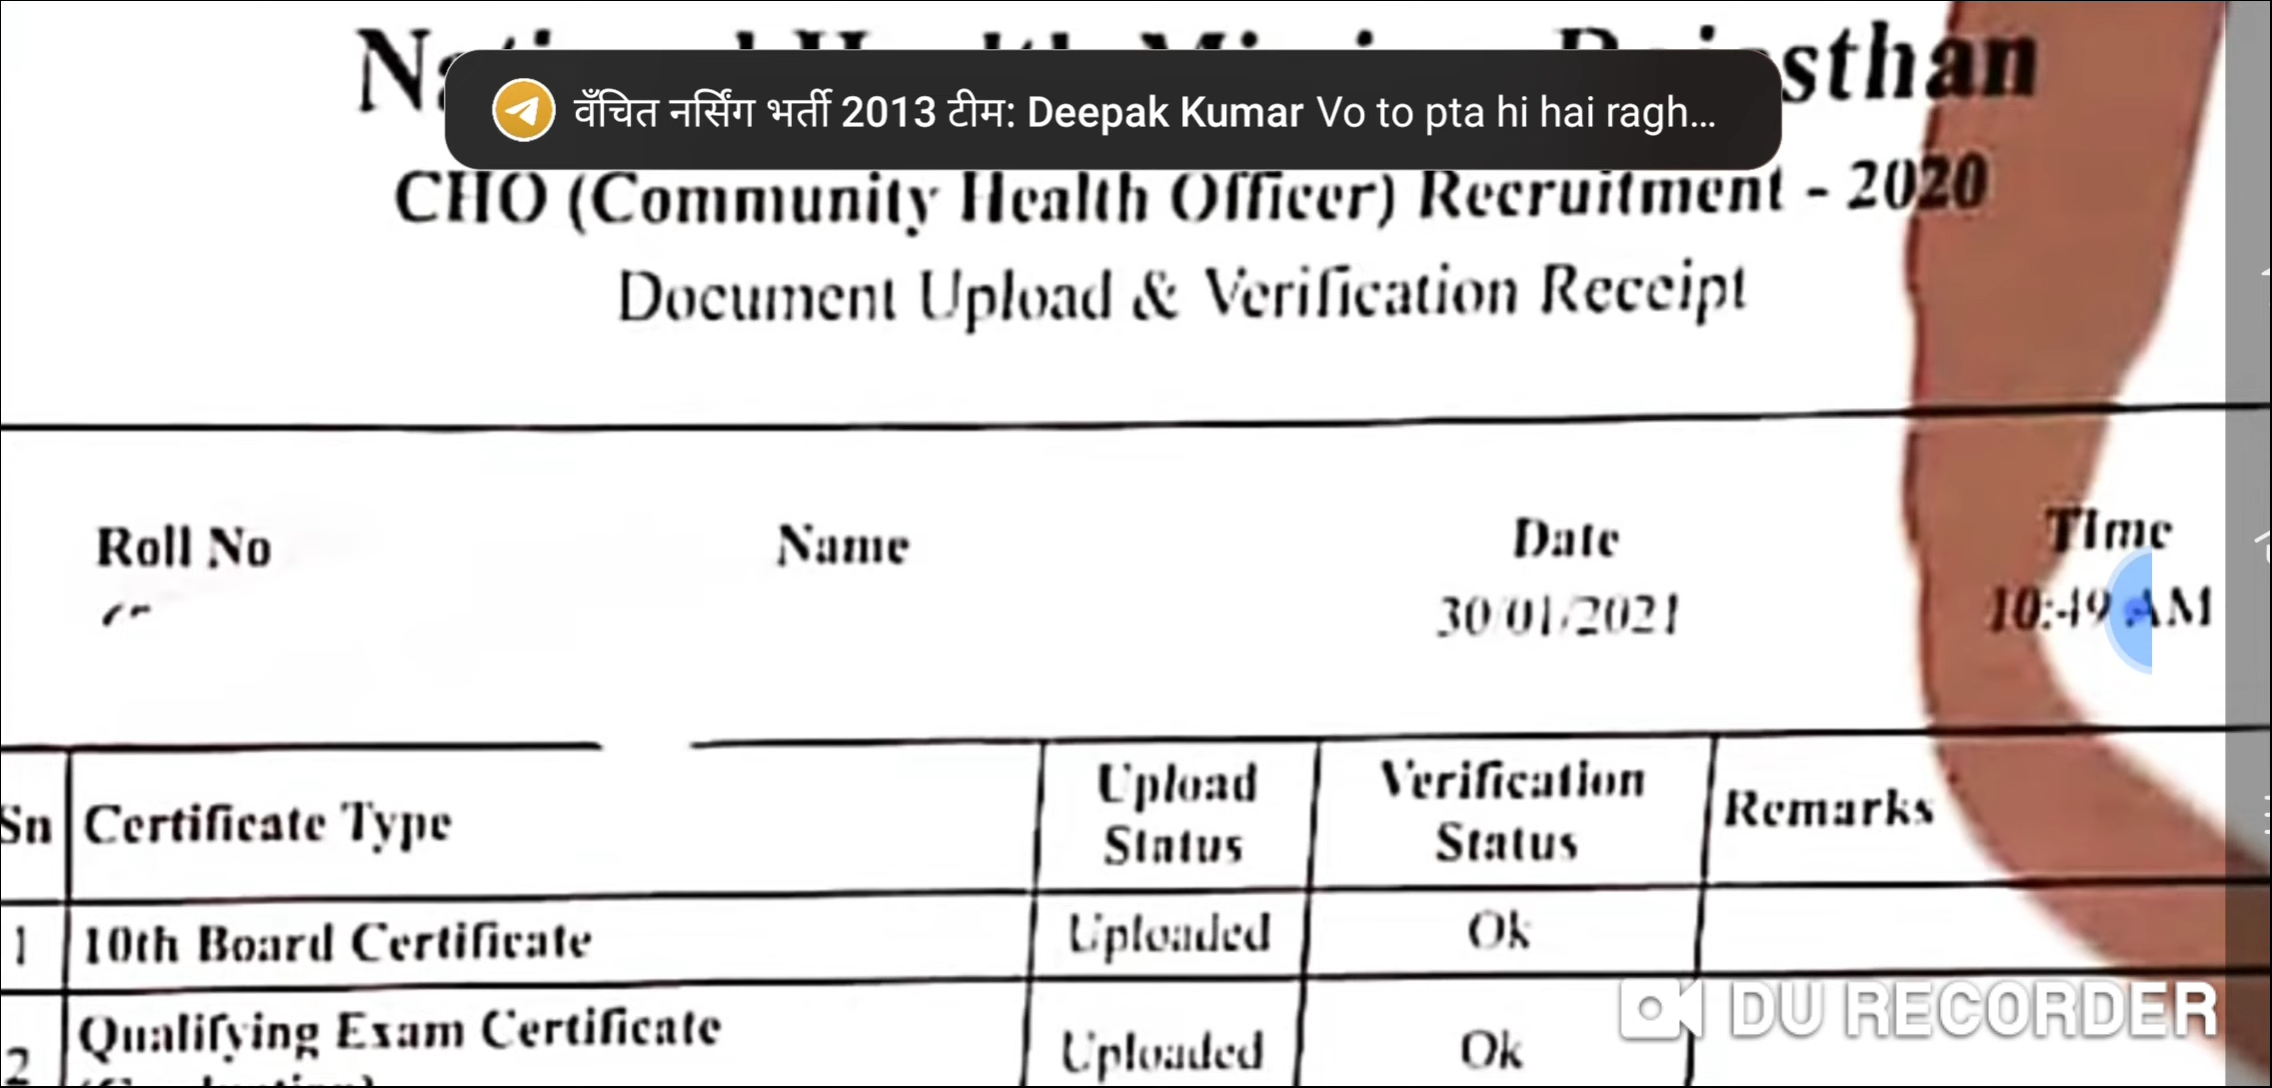 sthan
वँचित नर्सिंग भर्ती 2013 टीम: Deepak Kumar Vo to pta hi hai ragh...
CHO (Community Health Officer) Recruitment - 2020
Document Upload & Verification Receipt
Roll No Name Date Time
30/01/2021 10:49 AM
Sn Certificate Type Upload Status Verification Status Remarks
1 10th Board Certificate Uploaded Ok
2 Qualifying Exam Certificate Uploaded Ok
DU RECORDER